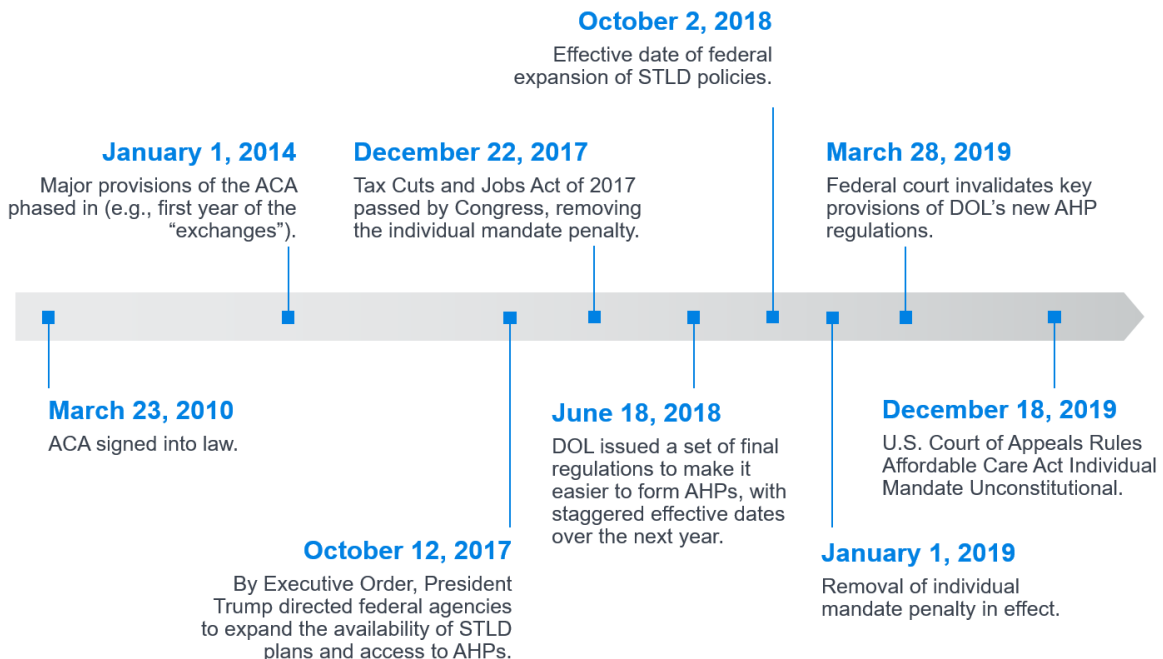 October 2, 2018
Effective date of federal
expansion of STLD policies.
January 1, 2014
Major provisions of the ACA
phased in (e.g., first year of the
“exchanges”).
December 22, 2017
Tax Cuts and Jobs Act of 2017
passed by Congress, removing
the individual mandate penalty.
March 28, 2019
Federal court invalidates key
provisions of DOL’s new AHP
regulations.
March 23, 2010
ACA signed into law.
October 12, 2017
By Executive Order, President
Trump directed federal agencies
to expand the availability of STLD
plans and access to AHPs.
June 18, 2018
DOL issued a set of final
regulations to make it
easier to form AHPs, with
staggered effective dates
over the next year.
January 1, 2019
Removal of individual
mandate penalty in effect.
December 18, 2019
U.S. Court of Appeals Rules
Affordable Care Act Individual
Mandate Unconstitutional.